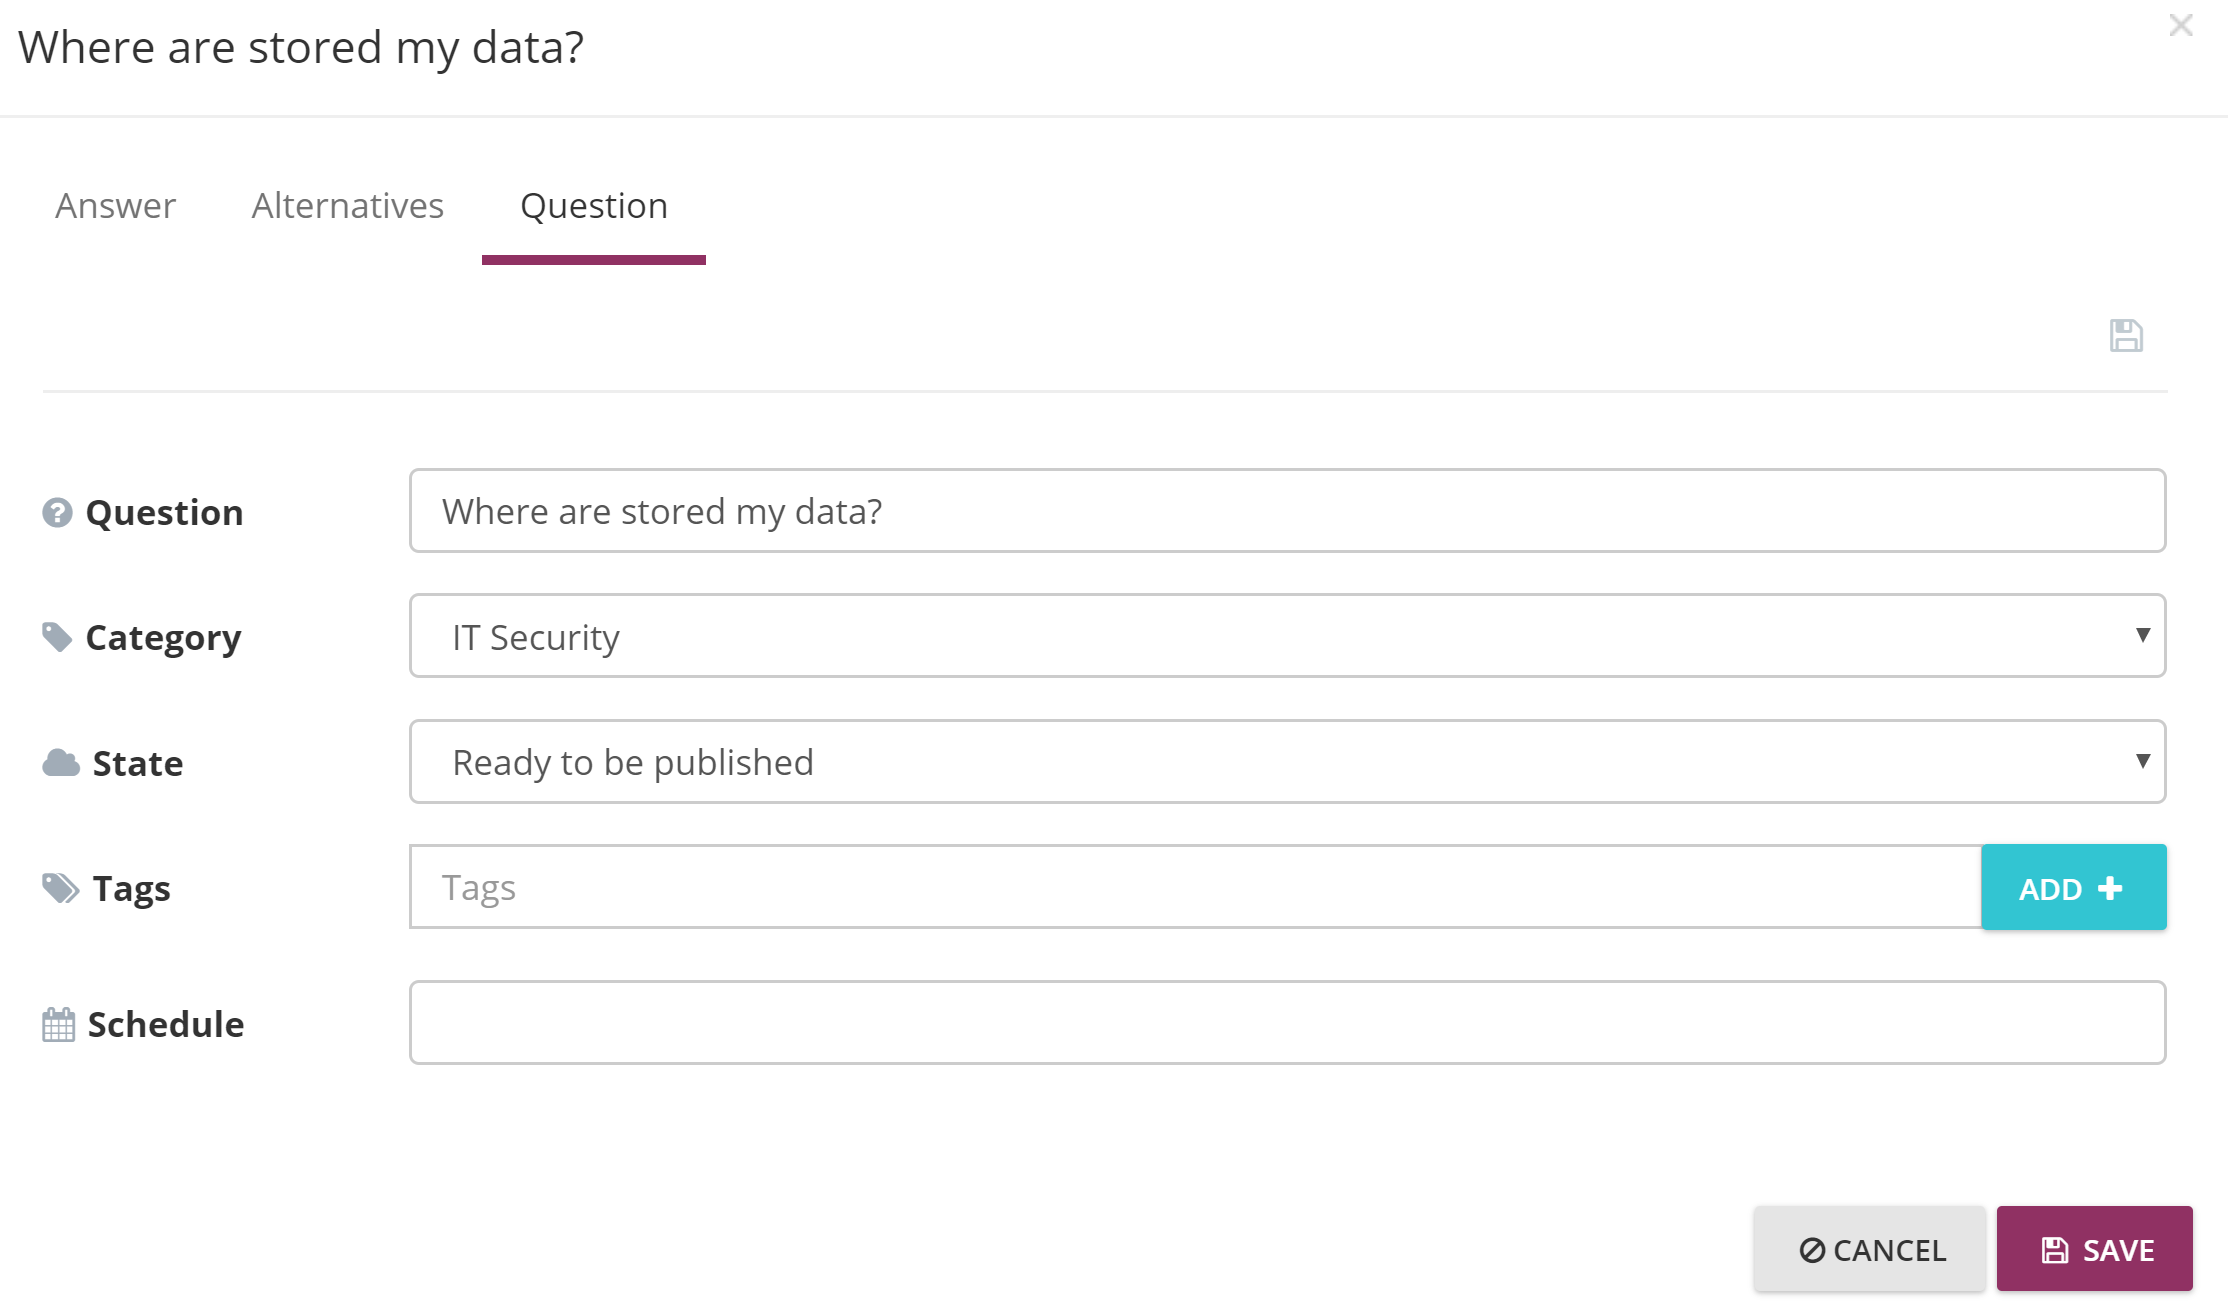 Where are stored my data?
Answer Alternatives Question
Question Where are stored my data?
Category IT Security
State Ready to be published
Tags Tags ADD
Schedule
CANCEL SAVE